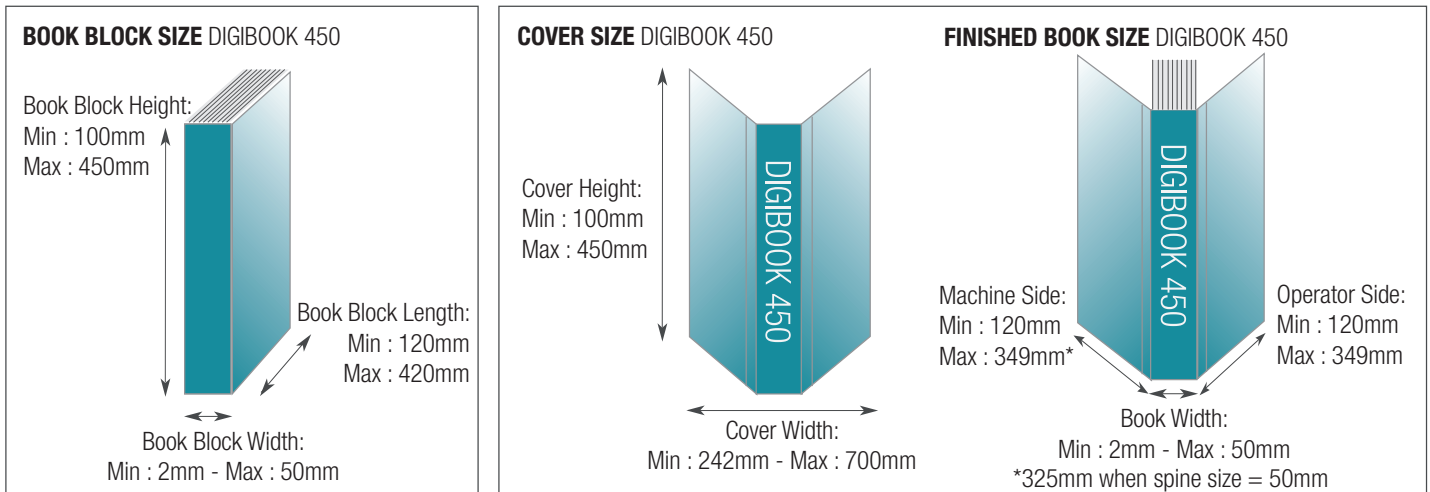 BOOK BLOCK SIZE DIGIBOOK 450
Book Block Height:
Min : 100mm
Max : 450mm
Book Block Length:
Min : 120mm
Max : 420mm
Book Block Width:
Min : 2mm - Max : 50mm
COVER SIZE DIGIBOOK 450
Cover Height:
Min : 100mm
Max : 450mm
DIGIBOOK 450
Cover Width:
Min : 242mm - Max : 700mm
FINISHED BOOK SIZE DIGIBOOK 450
DIGIBOOK 450
Machine Side:
Min : 120mm
Max : 349mm*
Operator Side:
Min : 120mm
Max : 349mm
Book Width:
Min : 2mm - Max : 50mm
*325mm when spine size = 50mm